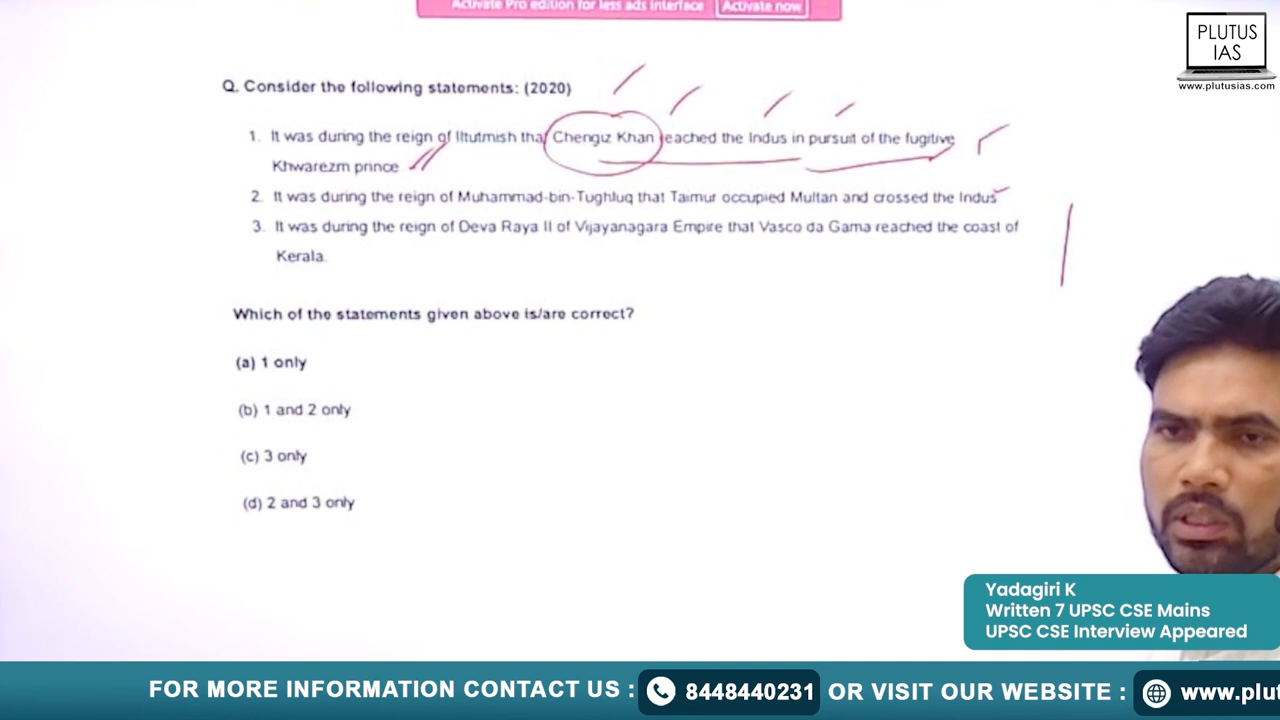 Activate Pro edition for less ads interface Activate now
PLUTUS
IAS
www.plutusias.com
Q. Consider the following statements: (2020)
1. It was during the reign of Iltutmish that Chengiz Khan reached the Indus in pursuit of the fugitive
Khwarezm prince
2. It was during the reign of Muhammad-bin-Tughluq that Taimur occupied Multan and crossed the Indus
3. It was during the reign of Deva Raya II of Vijayanagara Empire that Vasco da Gama reached the coast of
Kerala.
Which of the statements given above is/are correct?
(a) 1 only
(b) 1 and 2 only
(c) 3 only
(d) 2 and 3 only
Yadagiri K
Written 7 UPSC CSE Mains
UPSC CSE Interview Appeared
FOR MORE INFORMATION CONTACT US : 8448440231 OR VISIT OUR WEBSITE : www.plut